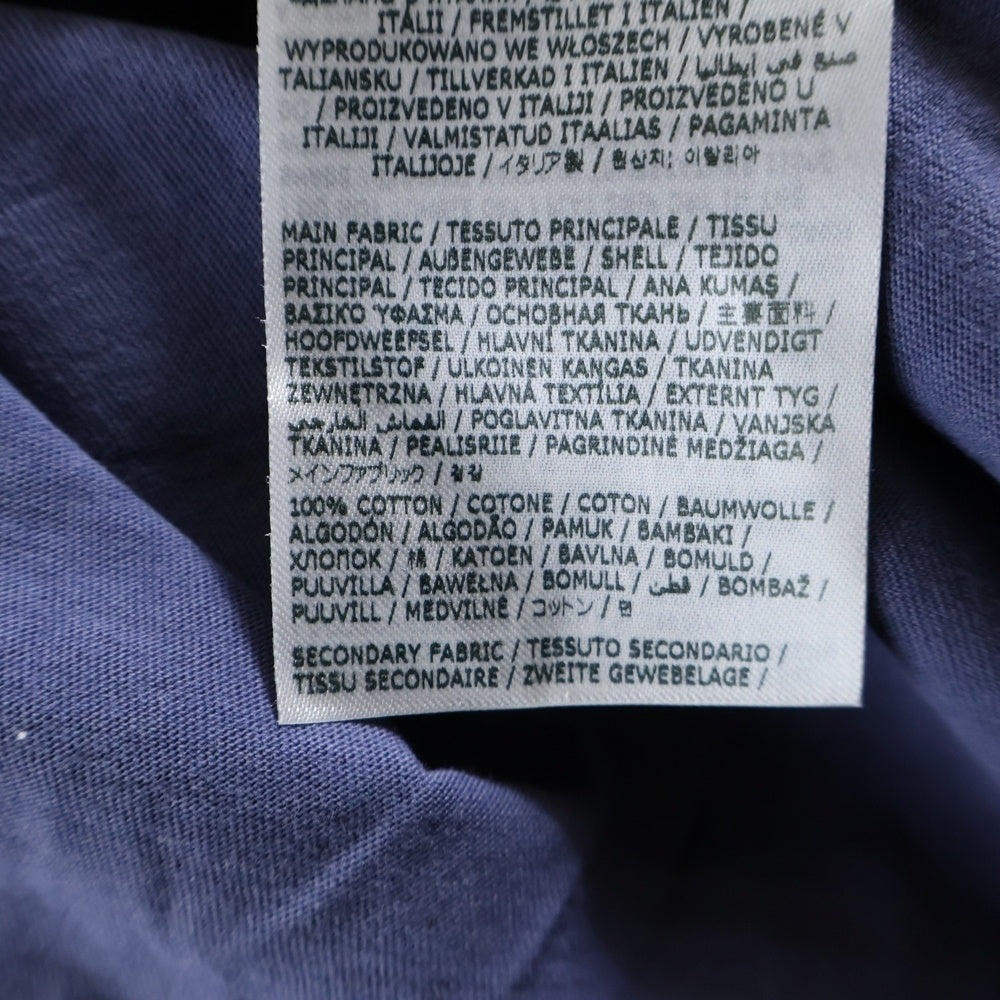 ITALII / FREMSTILLET I ITALIEN /
WYPRODUKOWANO WE WŁOSZECH / VYROBENÉ V
TALIANSKU / TILLVERKAD I ITALIEN / صنع في إيطاليا
/ PROIZVEDENO V ITALIJI / PROIZVEDENO U
ITALIJI / VALMISTATUD ITAALIAS / PAGAMINTA
ITALIJOJE / イタリア製 / 원산지: 이탈리아
MAIN FABRIC / TESSUTO PRINCIPALE / TISSU
PRINCIPAL / AUßENGEWEBE / SHELL / TEJIDO
PRINCIPAL / TECIDO PRINCIPAL / ANA KUMAŞ /
ΒΑΣΙΚΟ ΎΦΑΣΜΑ / ОСНОВНАЯ ТКАНЬ / 主要面料 /
HOOFDWEEFSEL / HLAVNÍ TKANINA / UDVENDIGT
TEKSTILSTOF / ULKOINEN KANGAS / TKANINA
ZEWNĘTRZNA / HLAVNÁ TEXTÍLIA / EXTERNT TYG /
القماش الخارجي / POGLAVITNA TKANINA / VANJSKA
TKANINA / PEALISRIIE / PAGRINDINĖ MEDŽIAGA /
メインファブリック / 겉감
100% COTTON / COTONE / COTON / BAUMWOLLE /
ALGODÓN / ALGODÃO / PAMUK / ΒΑΜΒΆΚΙ /
ХЛОПОК / 棉 / KATOEN / BAVLNA / BOMULD /
PUUVILLA / BAWEŁNA / BOMULL / قطن / BOMBAŽ /
PUUVILL / MEDVILNĖ / コットン / 면
SECONDARY FABRIC / TESSUTO SECONDARIO /
TISSU SECONDAIRE / ZWEITE GEWEBELAGE /